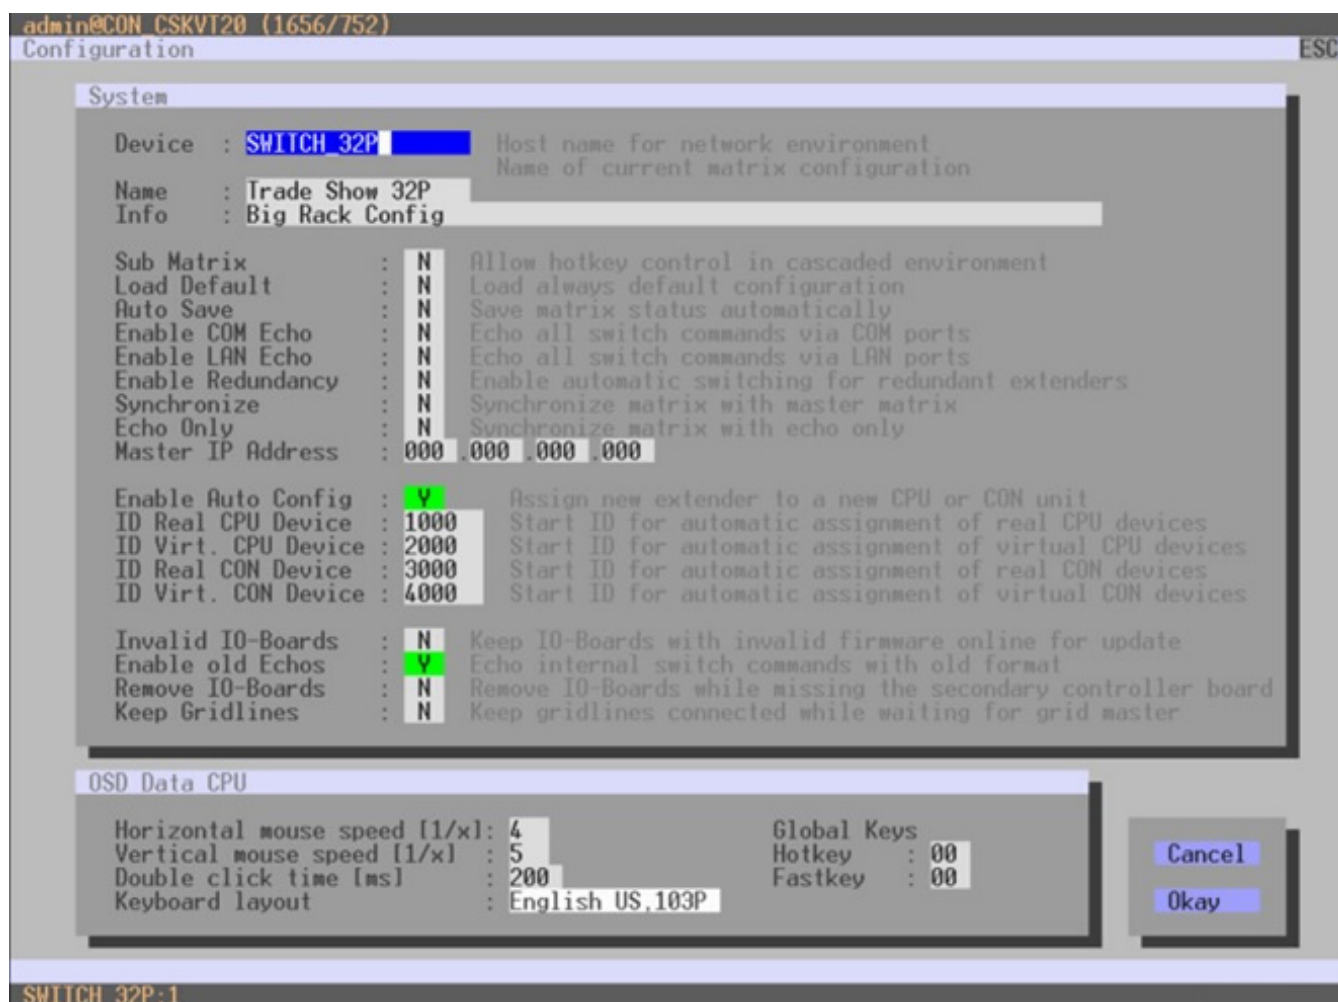 admin@CON_CSKVT20 (1656/752)
Configuration ESC
System
Device : SWITCH_32P Host name for network environment
Name of current matrix configuration
Name : Trade Show 32P
Info : Big Rack Config
Sub Matrix : N Allow hotkey control in cascaded environment
Load Default : N Load always default configuration
Auto Save : N Save matrix status automatically
Enable COM Echo : N Echo all switch commands via COM ports
Enable LAN Echo : N Echo all switch commands via LAN ports
Enable Redundancy : N Enable automatic switching for redundant extenders
Synchronize : N Synchronize matrix with master matrix
Echo Only : N Synchronize matrix with echo only
Master IP Address : 000 .000 .000 .000
Enable Auto Config : Y Assign new extender to a new CPU or CON unit
ID Real CPU Device : 1000 Start ID for automatic assignment of real CPU devices
ID Virt. CPU Device : 2000 Start ID for automatic assignment of virtual CPU devices
ID Real CON Device : 3000 Start ID for automatic assignment of real CON devices
ID Virt. CON Device : 4000 Start ID for automatic assignment of virtual CON devices
Invalid IO-Boards : N Keep IO-Boards with invalid firmware online for update
Enable old Echos : Y Echo internal switch commands with old format
Remove IO-Boards : N Remove IO-Boards while missing the secondary controller board
Keep Gridlines : N Keep gridlines connected while waiting for grid master
OSD Data CPU
Horizontal mouse speed [1/x]: 4 Global Keys
Vertical mouse speed [1/x] : 5 Hotkey : 00
Double click time [ms] : 200 Fastkey : 00
Keyboard layout : English US,103P
Cancel
Okay
SWITCH_32P:1